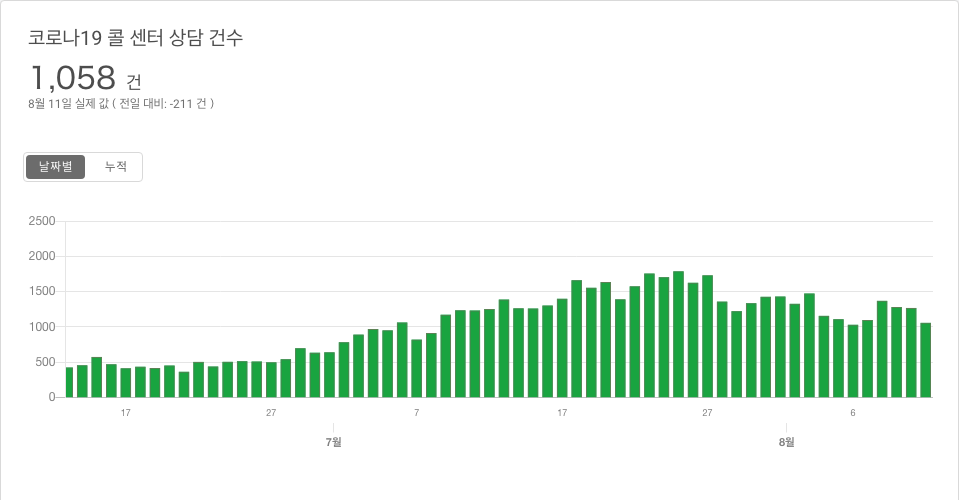 코로나19 콜 센터 상담 건수
1,058 건
8월 11일 실제 값 ( 전일 대비: -211 건 )
날짜별 누적
2500
2000
1500
1000
500
0
17 27 7 17 27 6
7월 8월